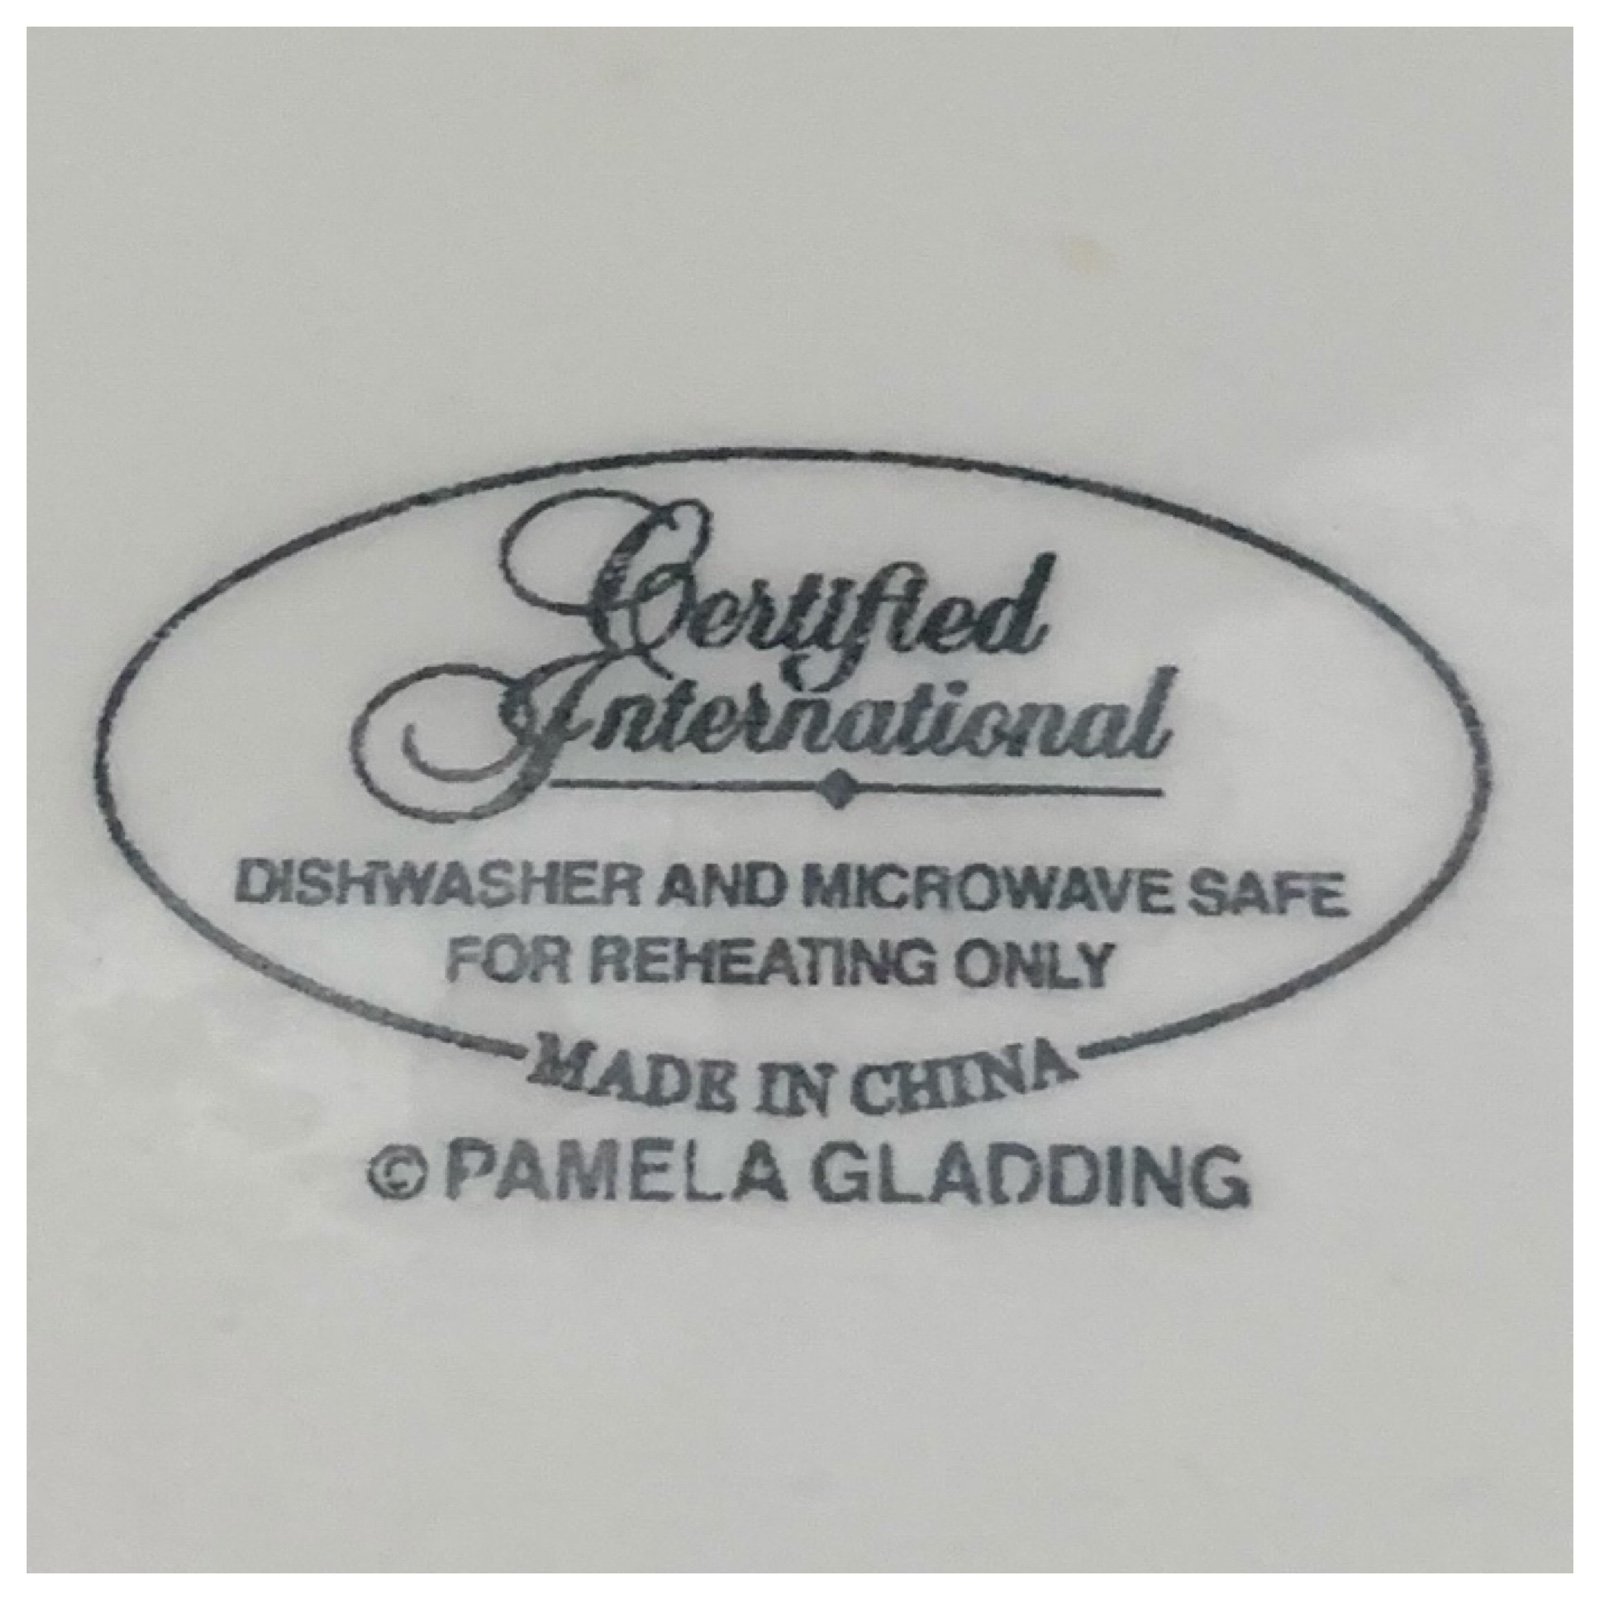 Certified
International
DISHWASHER AND MICROWAVE SAFE
FOR REHEATING ONLY
MADE IN CHINA
©PAMELA GLADDING